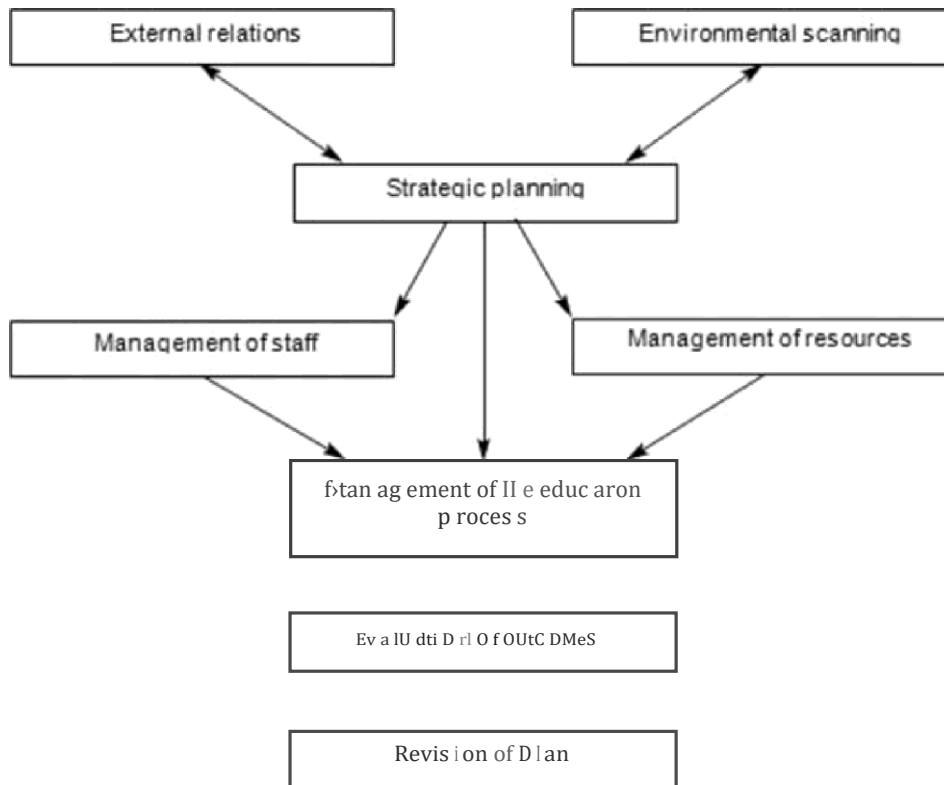 External relations
Environmental scanning
Strategic planning
Management of staff
Management of resources
f›tan ag ement of II e educ aron
p roces s
Ev a lU dti D rl O f OUtC DMeS
Revis i on of D l an